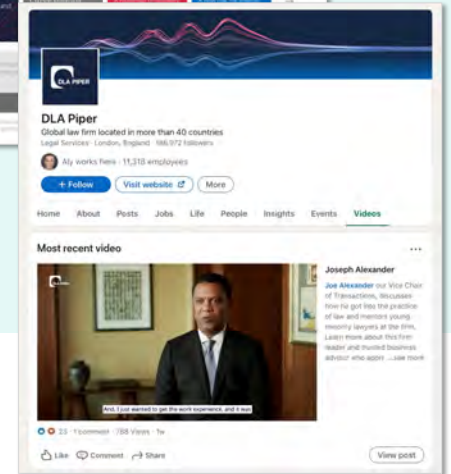 DLA PIPER
DLA Piper
Global law firm located in more than 40 countries
Legal Services · London, England · 186,972 followers
Aly works here · 11,318 employees
+ Follow
Visit website
More
Home About Posts Jobs Life People Insights Events Videos
Most recent video
...
Joseph Alexander
Joe Alexander our Vice Chair
of Transactions, discusses
how he got into the practice
of law and mentors young
minority lawyers at the firm.
Learn more about this firm
leader and trusted business
advisor who
...see more
And, I just wanted to get the work experience, and it was
23 · 1 comment · 788 Views · 1w
Like Comment Share
View post